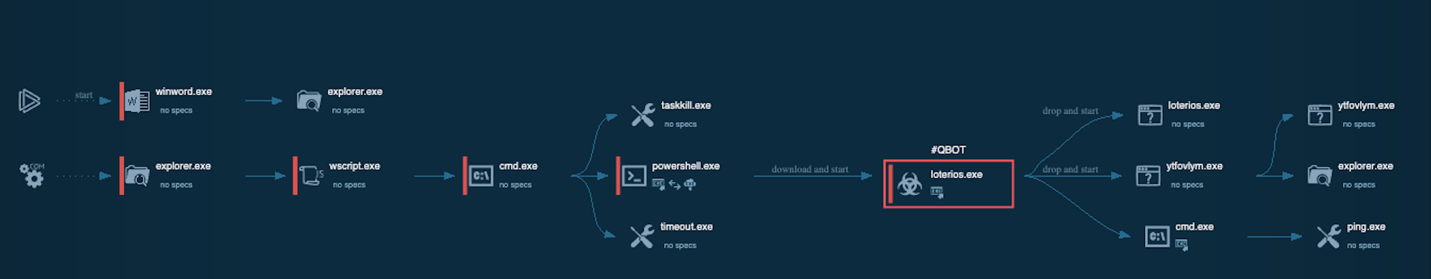 start
winword.exe
no specs
explorer.exe
no specs
COM
explorer.exe
no specs
wscript.exe
no specs
C:\
cmd.exe
no specs
taskkill.exe
no specs
powershell.exe
timeout.exe
no specs
download and start
#QBOT
loterios.exe
drop and start
loterios.exe
no specs
drop and start
ytfovlym.exe
no specs
C:\
cmd.exe
ytfovlym.exe
no specs
explorer.exe
no specs
ping.exe
no specs